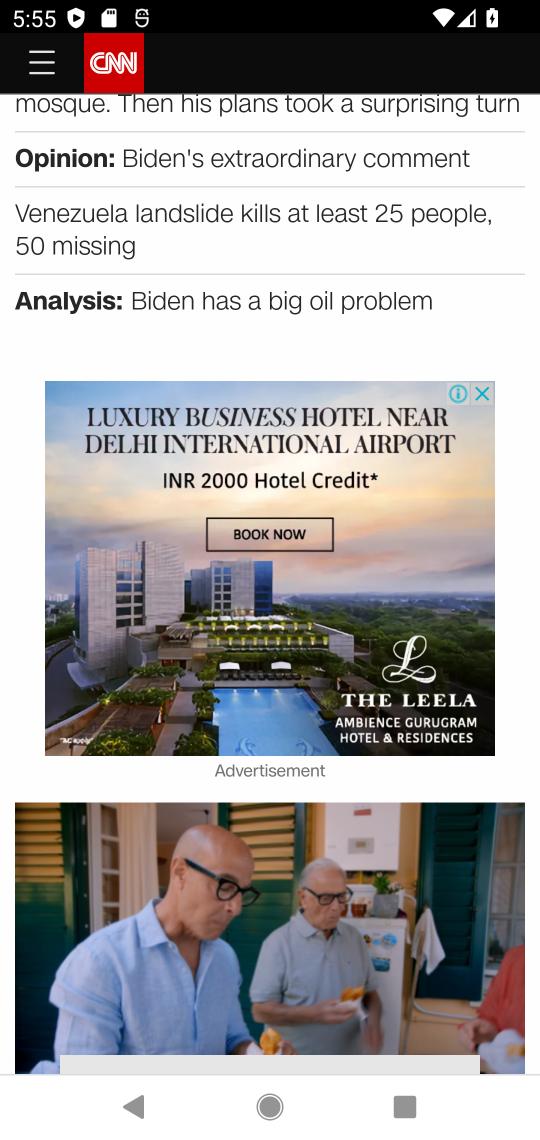 5:55
CNN
mosque. Then his plans took a surprising turn
Opinion: Biden's extraordinary comment
Venezuela landslide kills at least 25 people,
50 missing
Analysis: Biden has a big oil problem
LUXURY BUSINESS HOTEL NEAR
DELHI INTERNATIONAL AIRPORT
INR 2000 Hotel Credit*
BOOK NOW
L
THE LEELA
AMBIENCE GURUGRAM
HOTEL & RESIDENCES
Advertisement